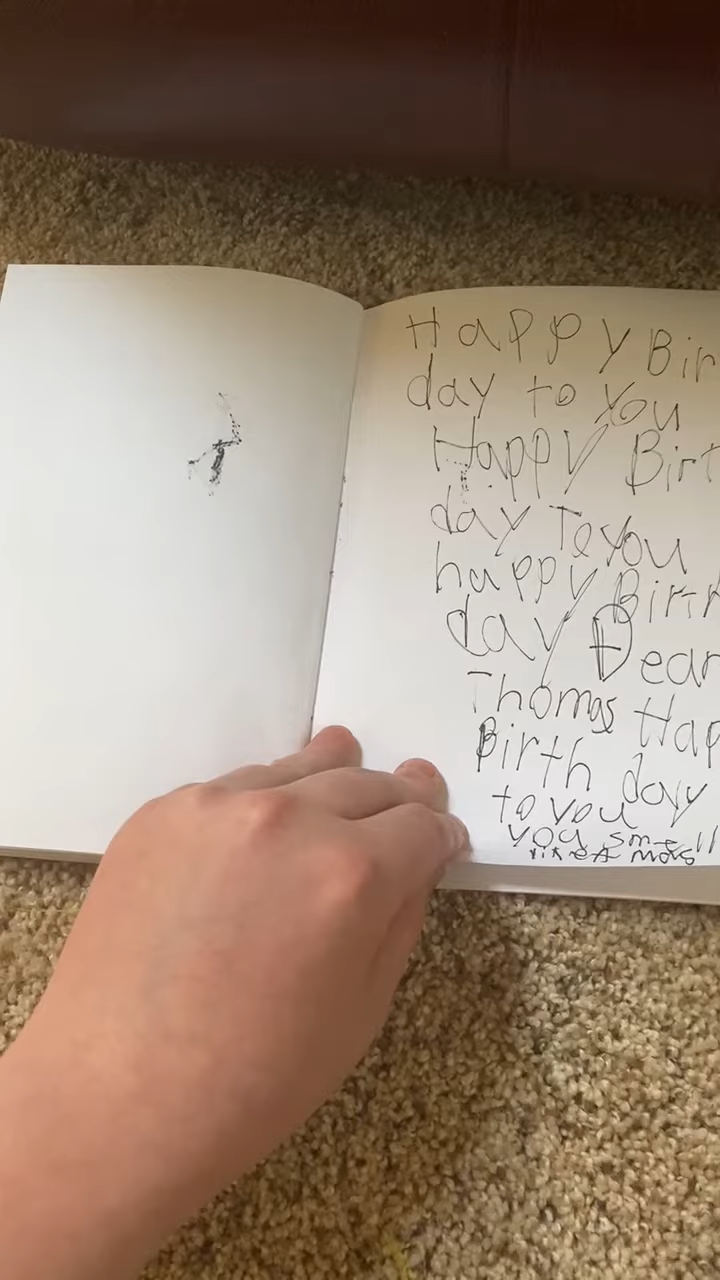 Happy Bir
day to you
Happy Birt
day To you
happy Birth
day Dear
Thomas Hap
Birth day
to you
you smell